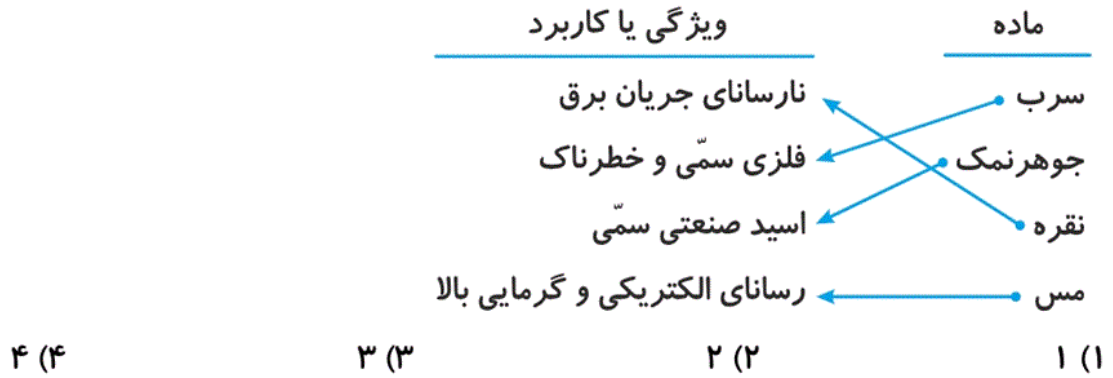 ماده ویژگی یا کاربرد
سرب نارسانای جریان برق
جوهرنمک فلزی سمّی و خطرناک
نقره اسید صنعتی سمّی
مس رسانای الکتریکی و گرمایی بالا
۱) ۱ ۲) ۲ ۳) ۳ ۴) ۴